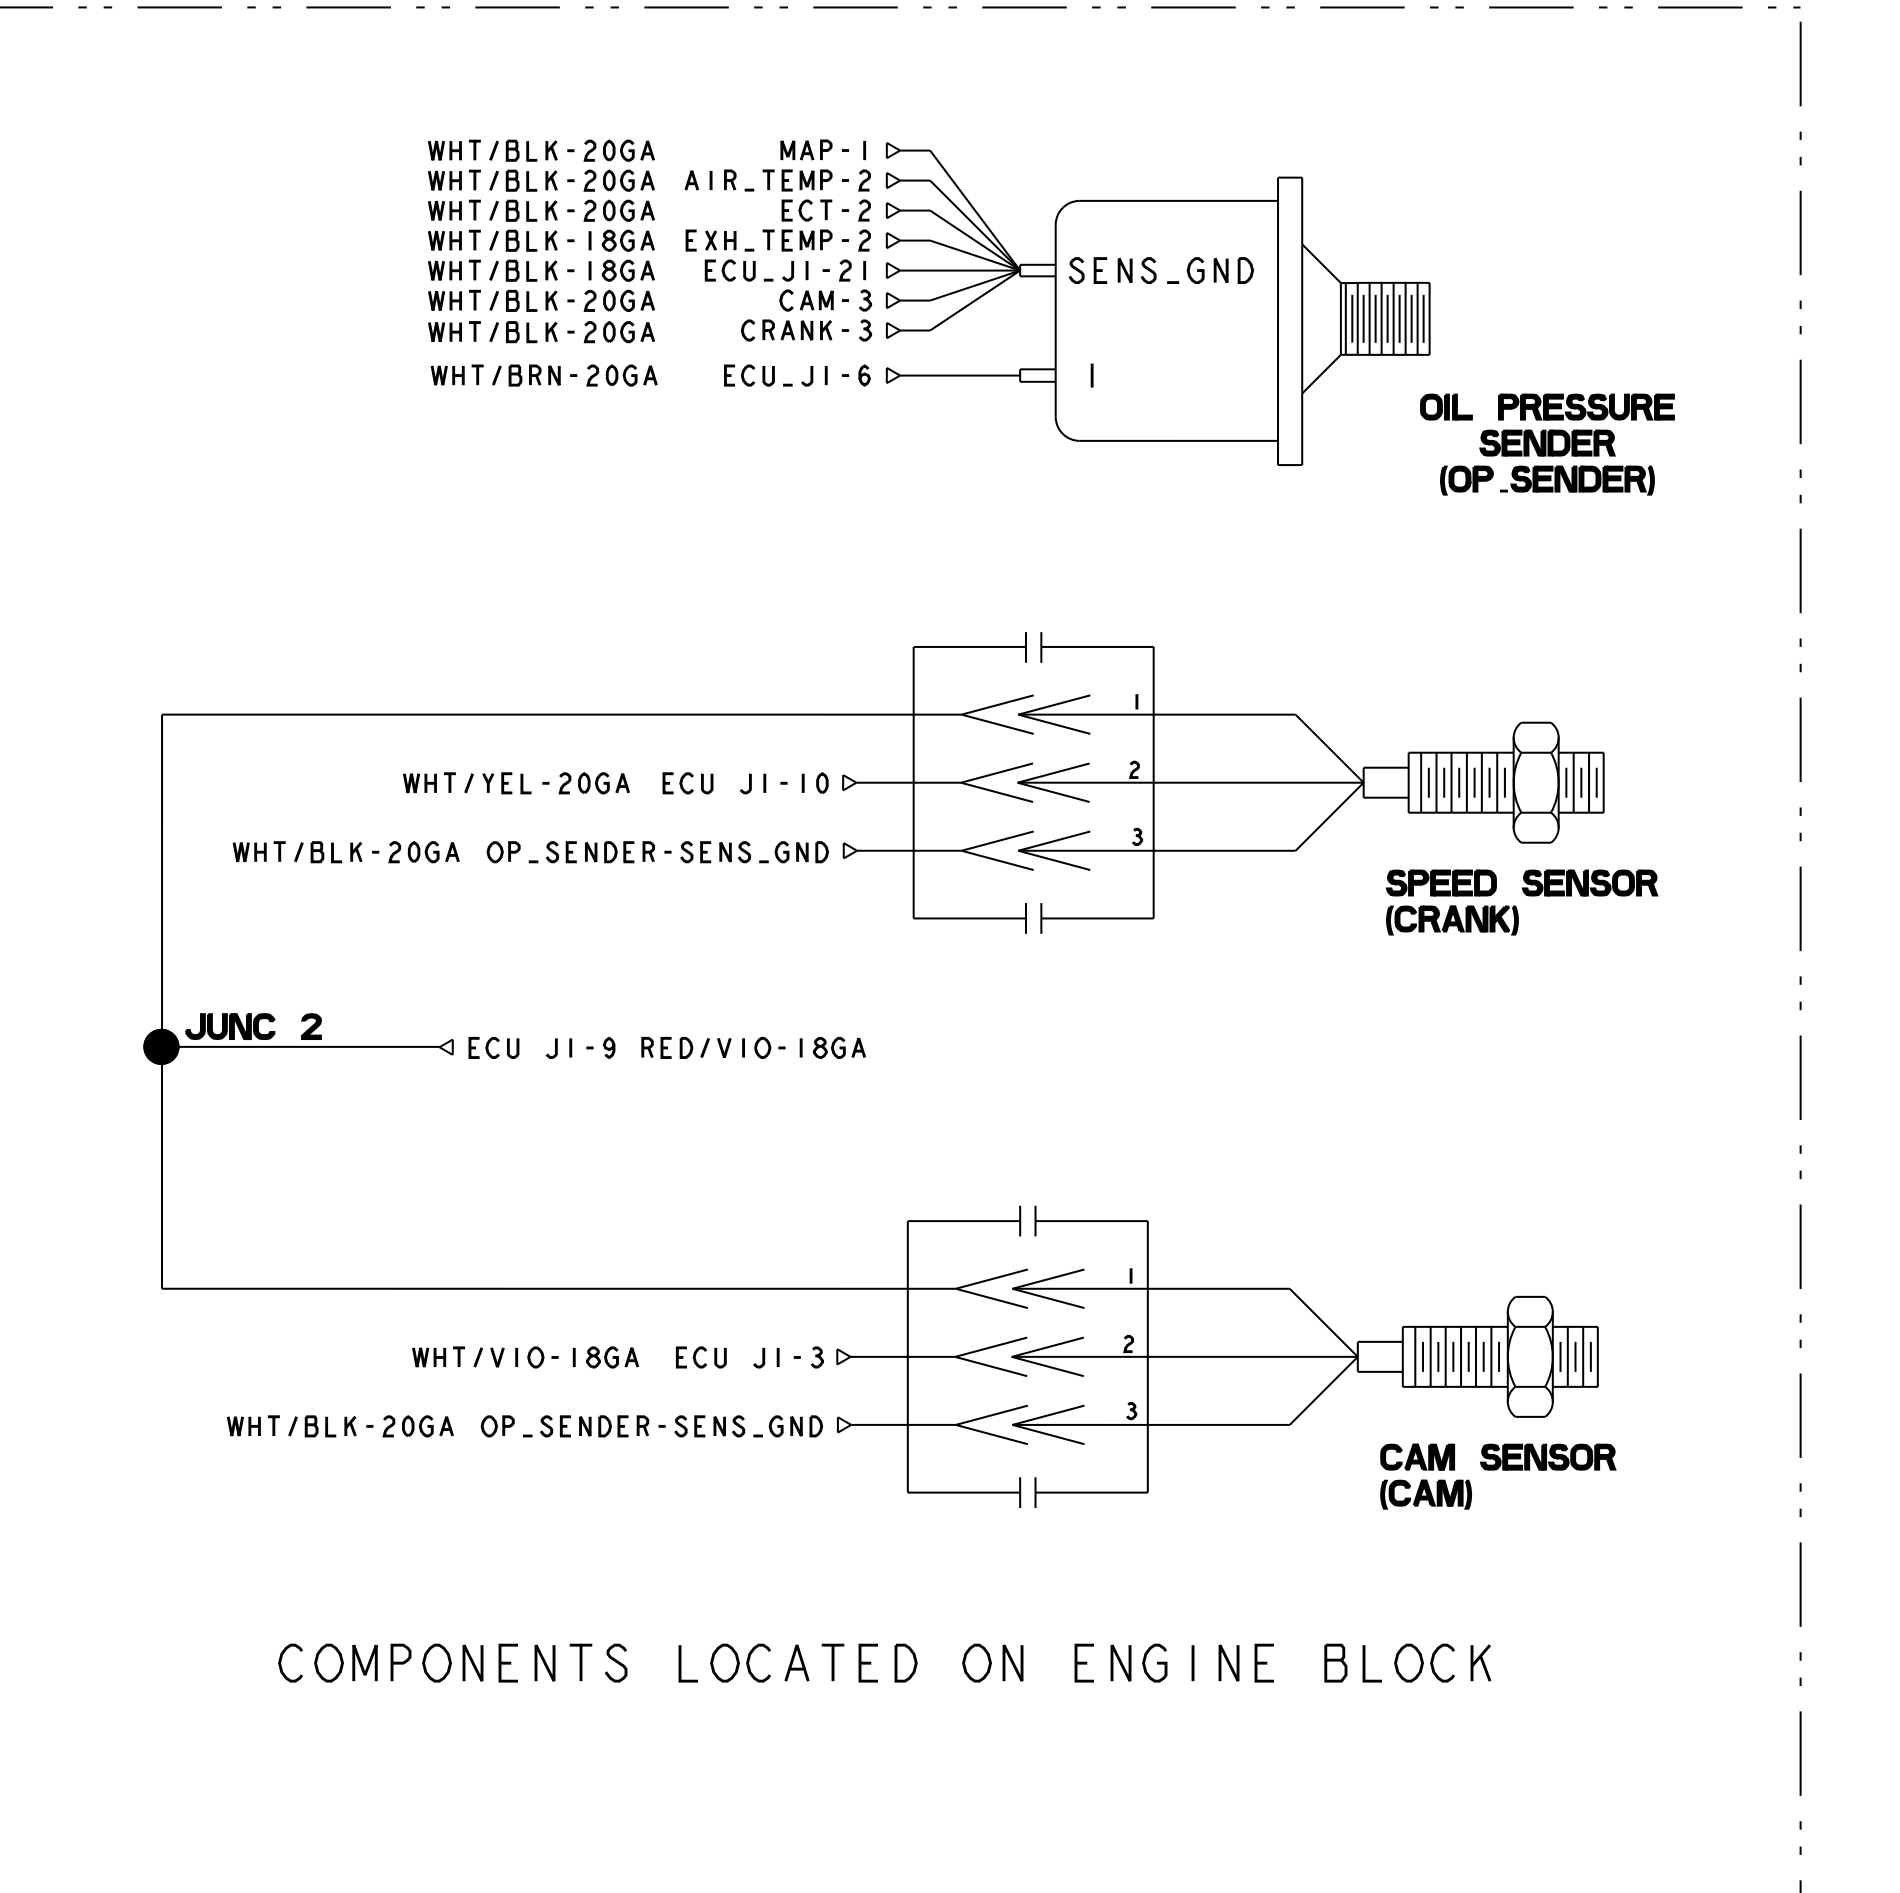 WHT/BLK-20GA MAP-1
WHT/BLK-20GA AIR_TEMP-2
WHT/BLK-20GA ECT-2
WHT/BLK-18GA EXH_TEMP-2
WHT/BLK-18GA ECU_J1-21
WHT/BLK-20GA CAM-3
WHT/BLK-20GA CRANK-3
SENS_GND
WHT/BRN-20GA ECU_J1-6
1
OIL PRESSURE
SENDER
(OP_SENDER)
1
WHT/YEL-20GA ECU J1-10
2
WHT/BLK-20GA OP_SENDER-SENS_GND
3
SPEED SENSOR
(CRANK)
JUNC 2
ECU J1-9 RED/VIO-18GA
1
WHT/VIO-18GA ECU J1-3
2
WHT/BLK-20GA OP_SENDER-SENS_GND
3
CAM SENSOR
(CAM)
COMPONENTS LOCATED ON ENGINE BLOCK